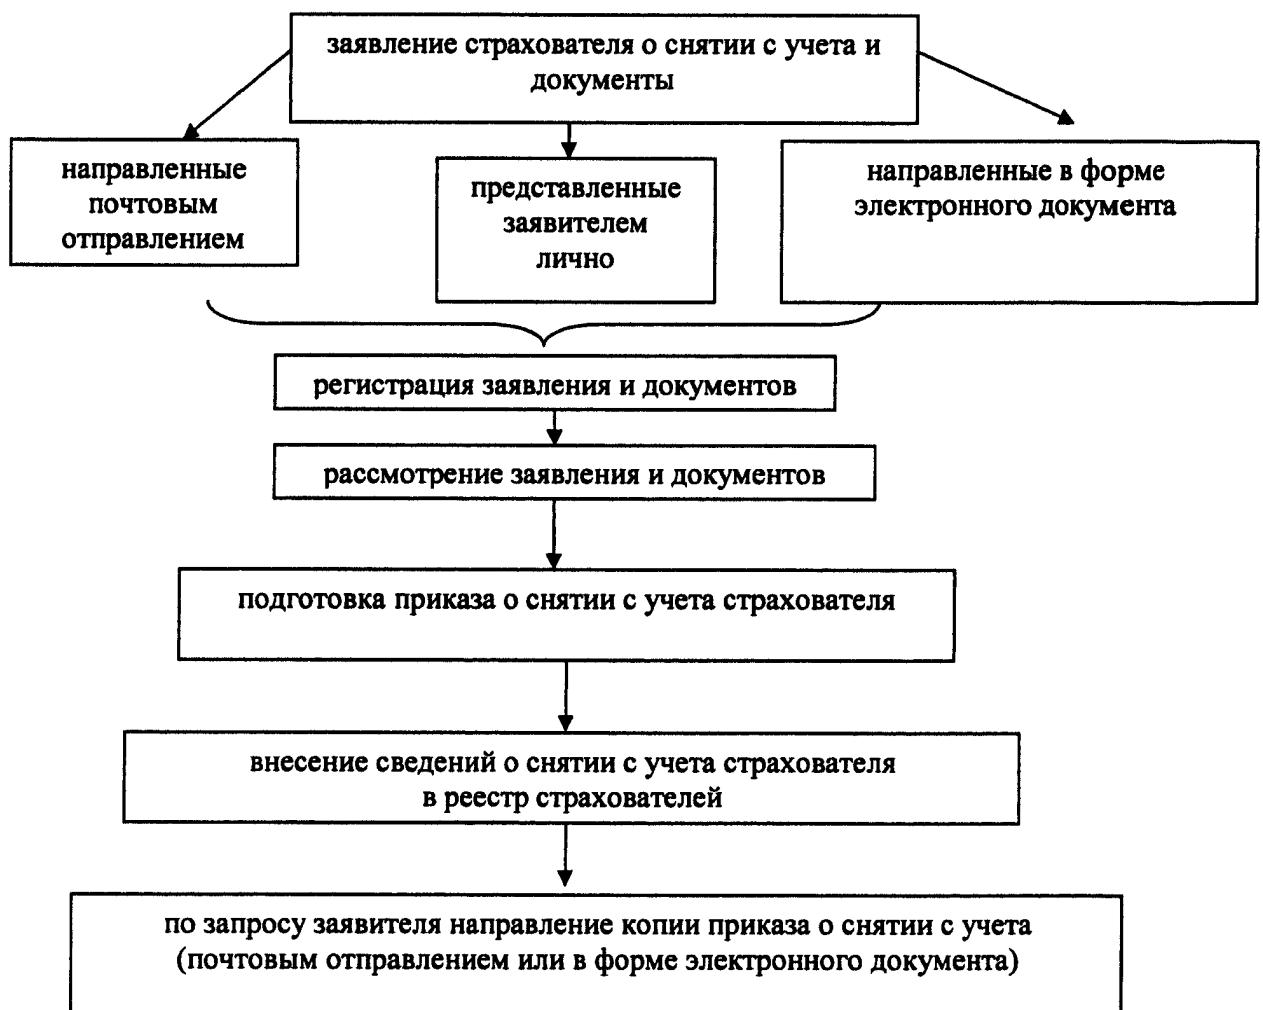 заявление страхователя о снятии с учета и
документы
направленные
почтовым
отправлением
представленные
заявителем
лично
направленные в форме
электронного документа
регистрация заявления и документов
рассмотрение заявления и документов
подготовка приказа о снятии с учета страхователя
внесение сведений о снятии с учета страхователя
в реестр страхователей
по запросу заявителя направление копии приказа о снятии с учета
(почтовым отправлением или в форме электронного документа)